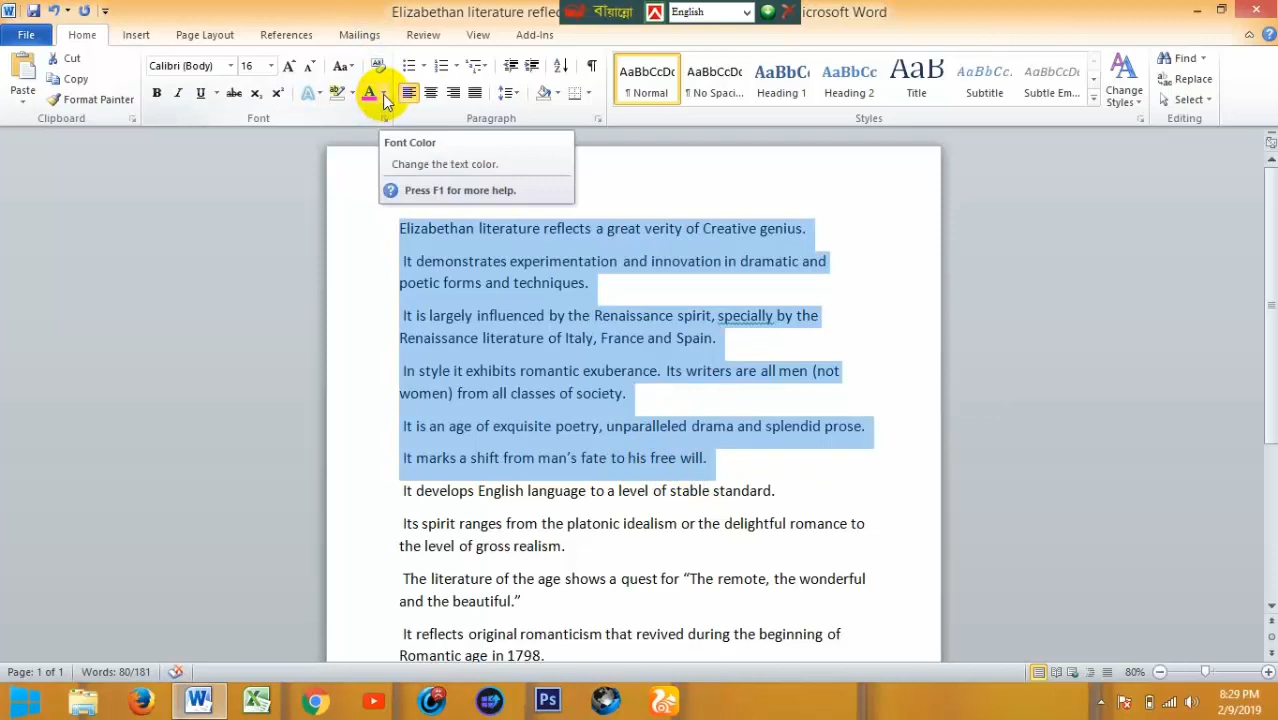 Elizabethan literature reflec
বায়ান্নো
English
icrosoft Word
File Home Insert Page Layout References Mailings Review View Add-Ins
Paste
Cut
Copy
Format Painter
Clipboard
Calibri (Body) 16 Aa
B I U abc X₂ X² A ab A
Font
Paragraph
AaBbCcDc
¶ Normal
AaBbCcDc
¶ No Spaci...
AaBbCc
Heading 1
AaBbCc
Heading 2
AaB
Title
AaBbCc.
Subtitle
AaBbCcDc
Subtle Em...
Styles
Change
Styles
Find
Replace
Select
Editing
Font Color
Change the text color.
Press F1 for more help.
Elizabethan literature reflects a great verity of Creative genius.
It demonstrates experimentation and innovation in dramatic and
poetic forms and techniques.
It is largely influenced by the Renaissance spirit, specially by the
Renaissance literature of Italy, France and Spain.
In style it exhibits romantic exuberance. Its writers are all men (not
women) from all classes of society.
It is an age of exquisite poetry, unparalleled drama and splendid prose.
It marks a shift from man's fate to his free will.
It develops English language to a level of stable standard.
Its spirit ranges from the platonic idealism or the delightful romance to
the level of gross realism.
The literature of the age shows a quest for “The remote, the wonderful
and the beautiful.”
It reflects original romanticism that revived during the beginning of
Romantic age in 1798.
Page: 1 of 1 Words: 80/181
80%
8:29 PM
2/9/2019